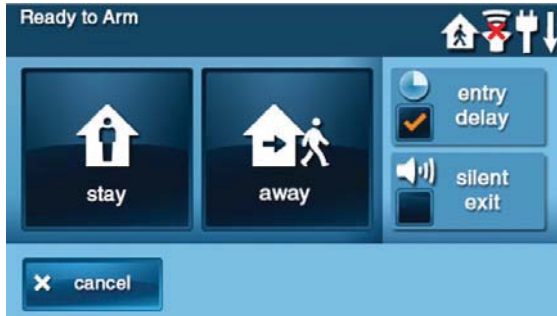 Ready to Arm
stay
away
entry
delay
silent
exit
cancel